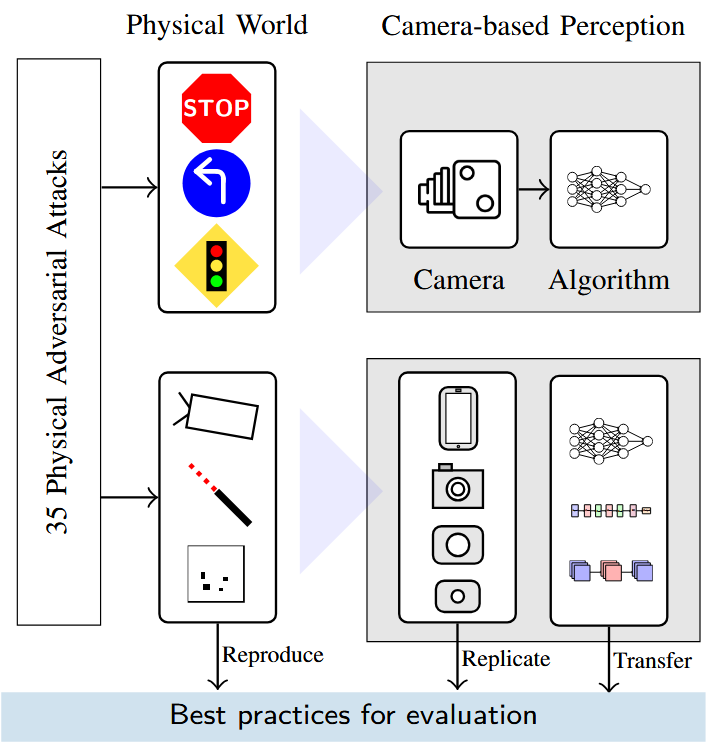 Physical World
Camera-based Perception
35 Physical Adversarial Attacks
STOP
Camera
Algorithm
Reproduce
Replicate
Transfer
Best practices for evaluation